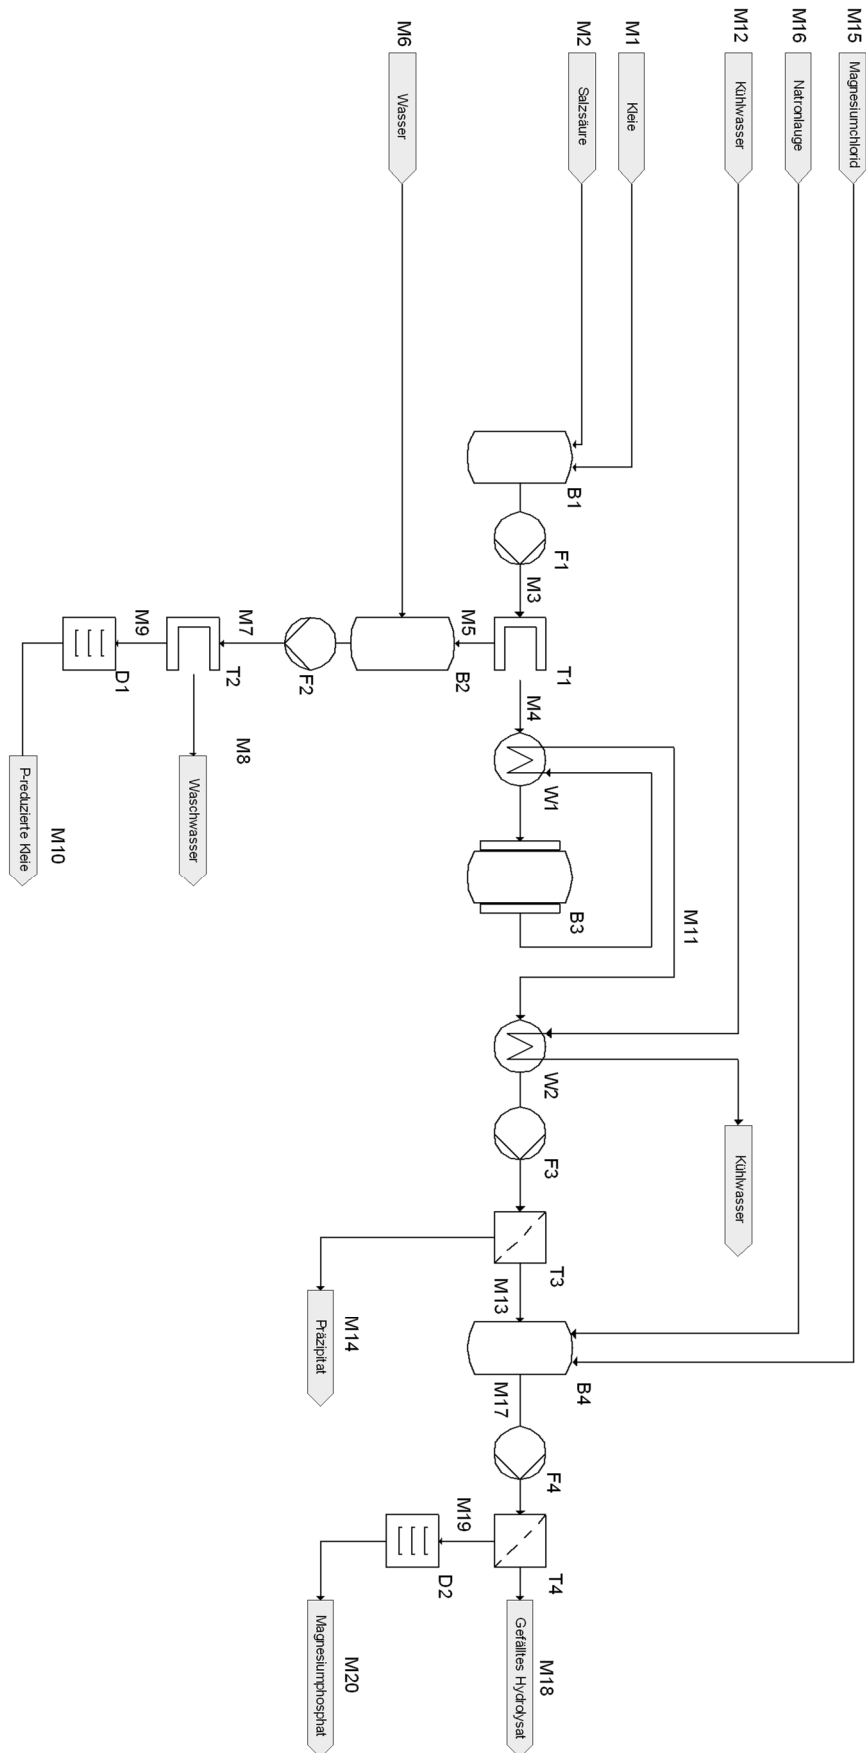 M15
Magnesiumchlorid
M16
Natronlauge
M12
Kühlwasser
M1
Kleie
M2
Salzsäure
M6
Wasser
B1
F1
M3
T1
M5
B2
F2
M7
T2
M9
D1
M8
Waschwasser
M10
P-reduzierte Kleie
M4
W1
B3
M11
W2
Kühlwasser
F3
T3
M13
M14
Präzipitat
B4
M17
F4
T4
M19
D2
M18
Gefälltes Hydrolysat
M20
Magnesiumphosphat